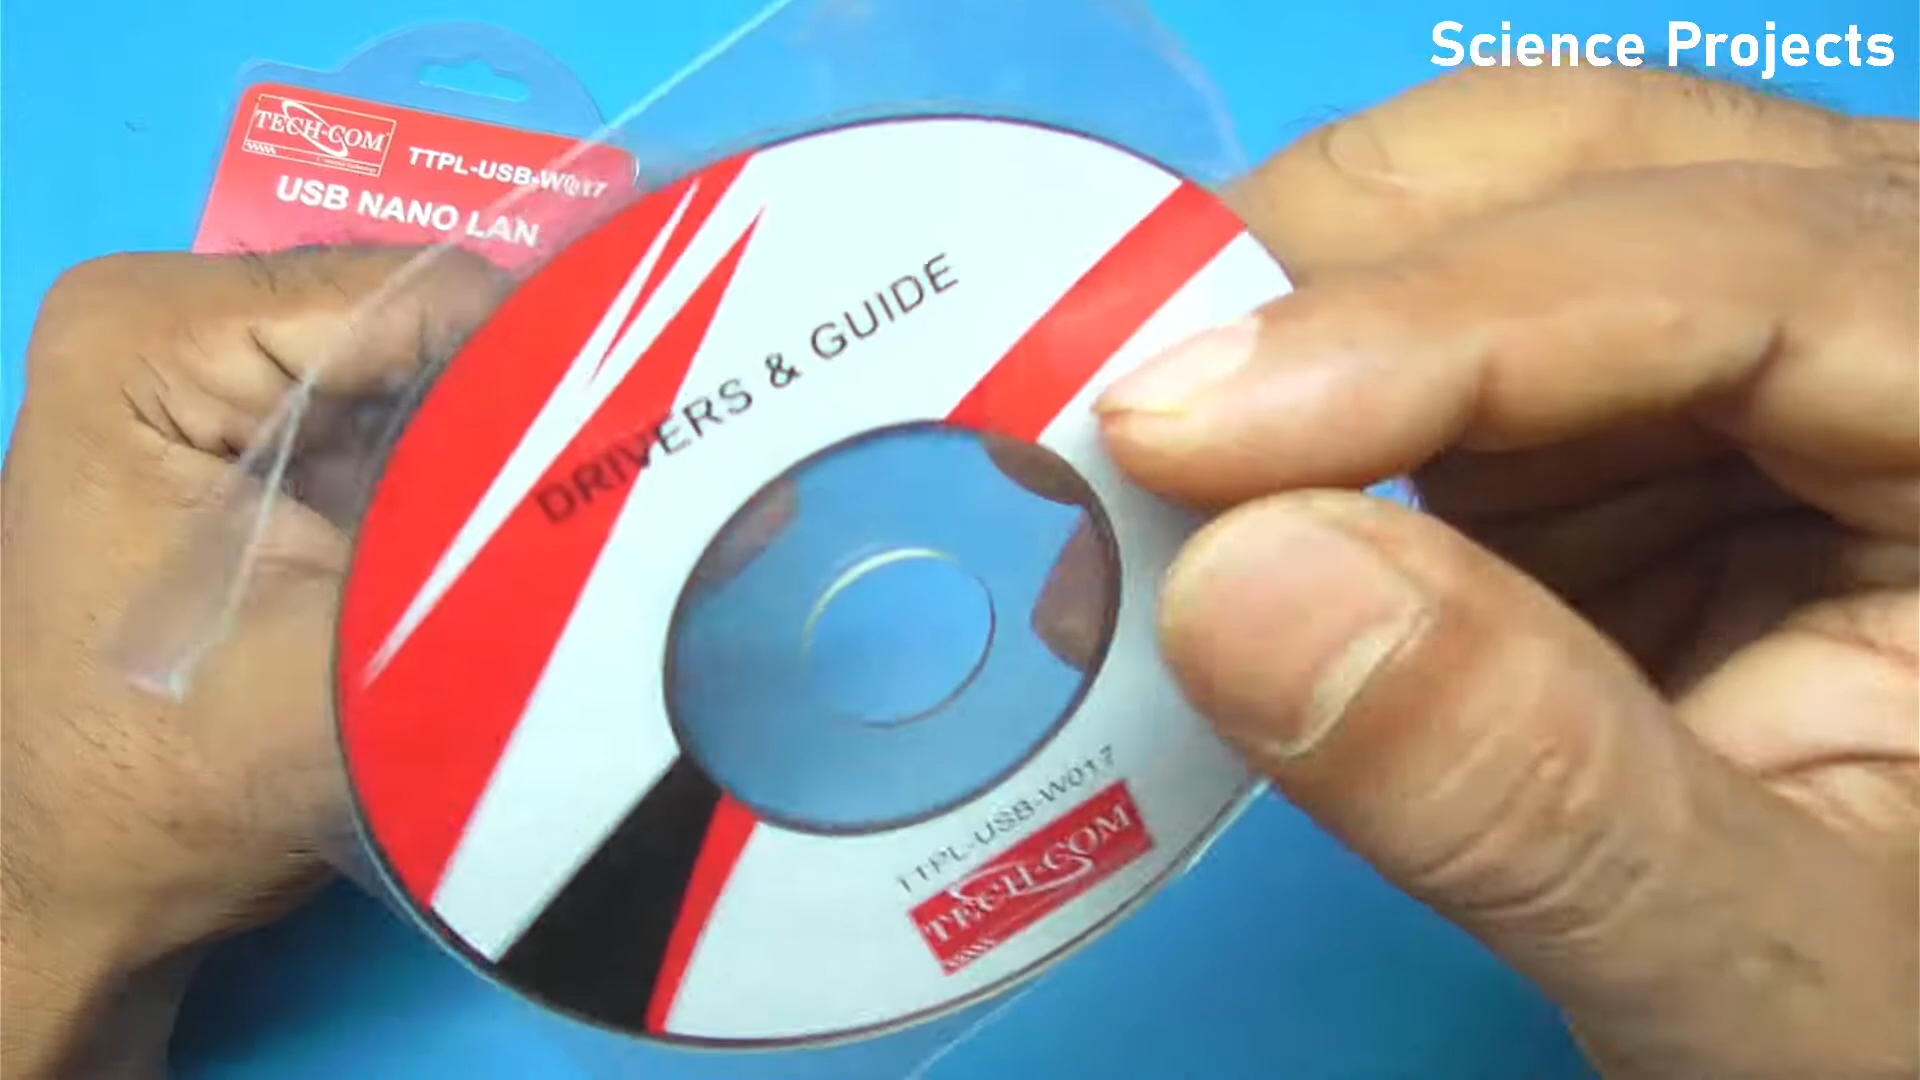 Science Projects
TECH-COM
TTPL-USB-W017
USB NANO LAN
DRIVERS & GUIDE
TTPL-USB-W017
TECH-COM